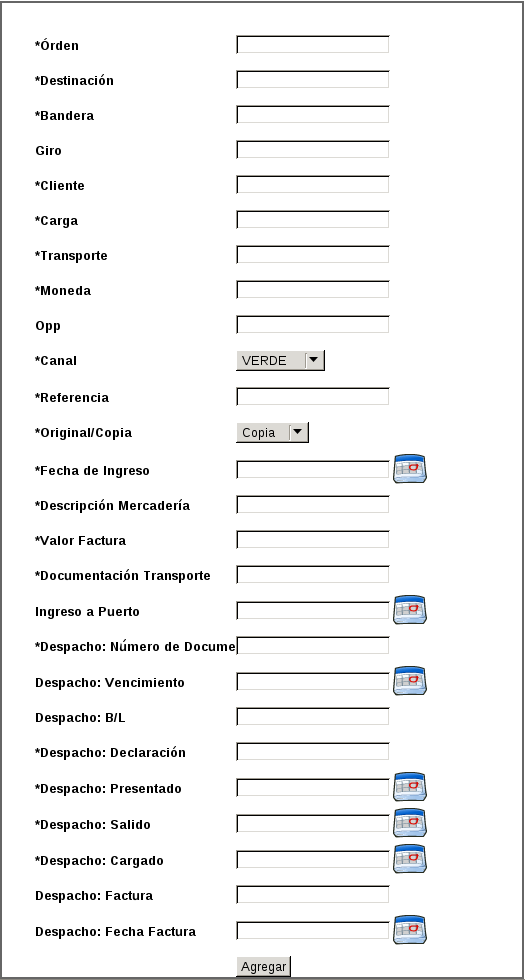 *Órden
*Destinación
*Bandera
Giro
*Cliente
*Carga
*Transporte
*Moneda
Opp
*Canal VERDE
*Referencia
*Original/Copia Copia
*Fecha de Ingreso
*Descripción Mercadería
*Valor Factura
*Documentación Transporte
Ingreso a Puerto
*Despacho: Número de Docume
Despacho: Vencimiento
Despacho: B/L
*Despacho: Declaración
*Despacho: Presentado
*Despacho: Salido
*Despacho: Cargado
Despacho: Factura
Despacho: Fecha Factura
Agregar